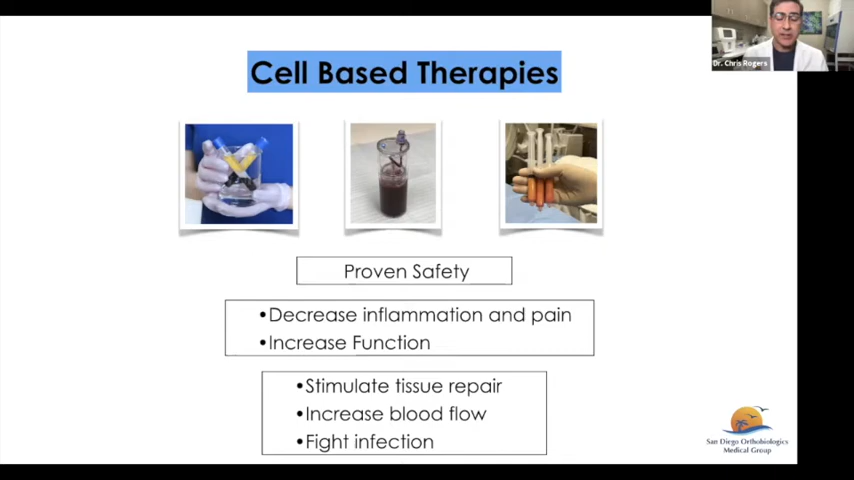 Dr. Chris Rogers
Cell Based Therapies
Proven Safety
•Decrease inflammation and pain
•Increase Function
•Stimulate tissue repair
•Increase blood flow
•Fight infection
San Diego Orthobiologics
Medical Group